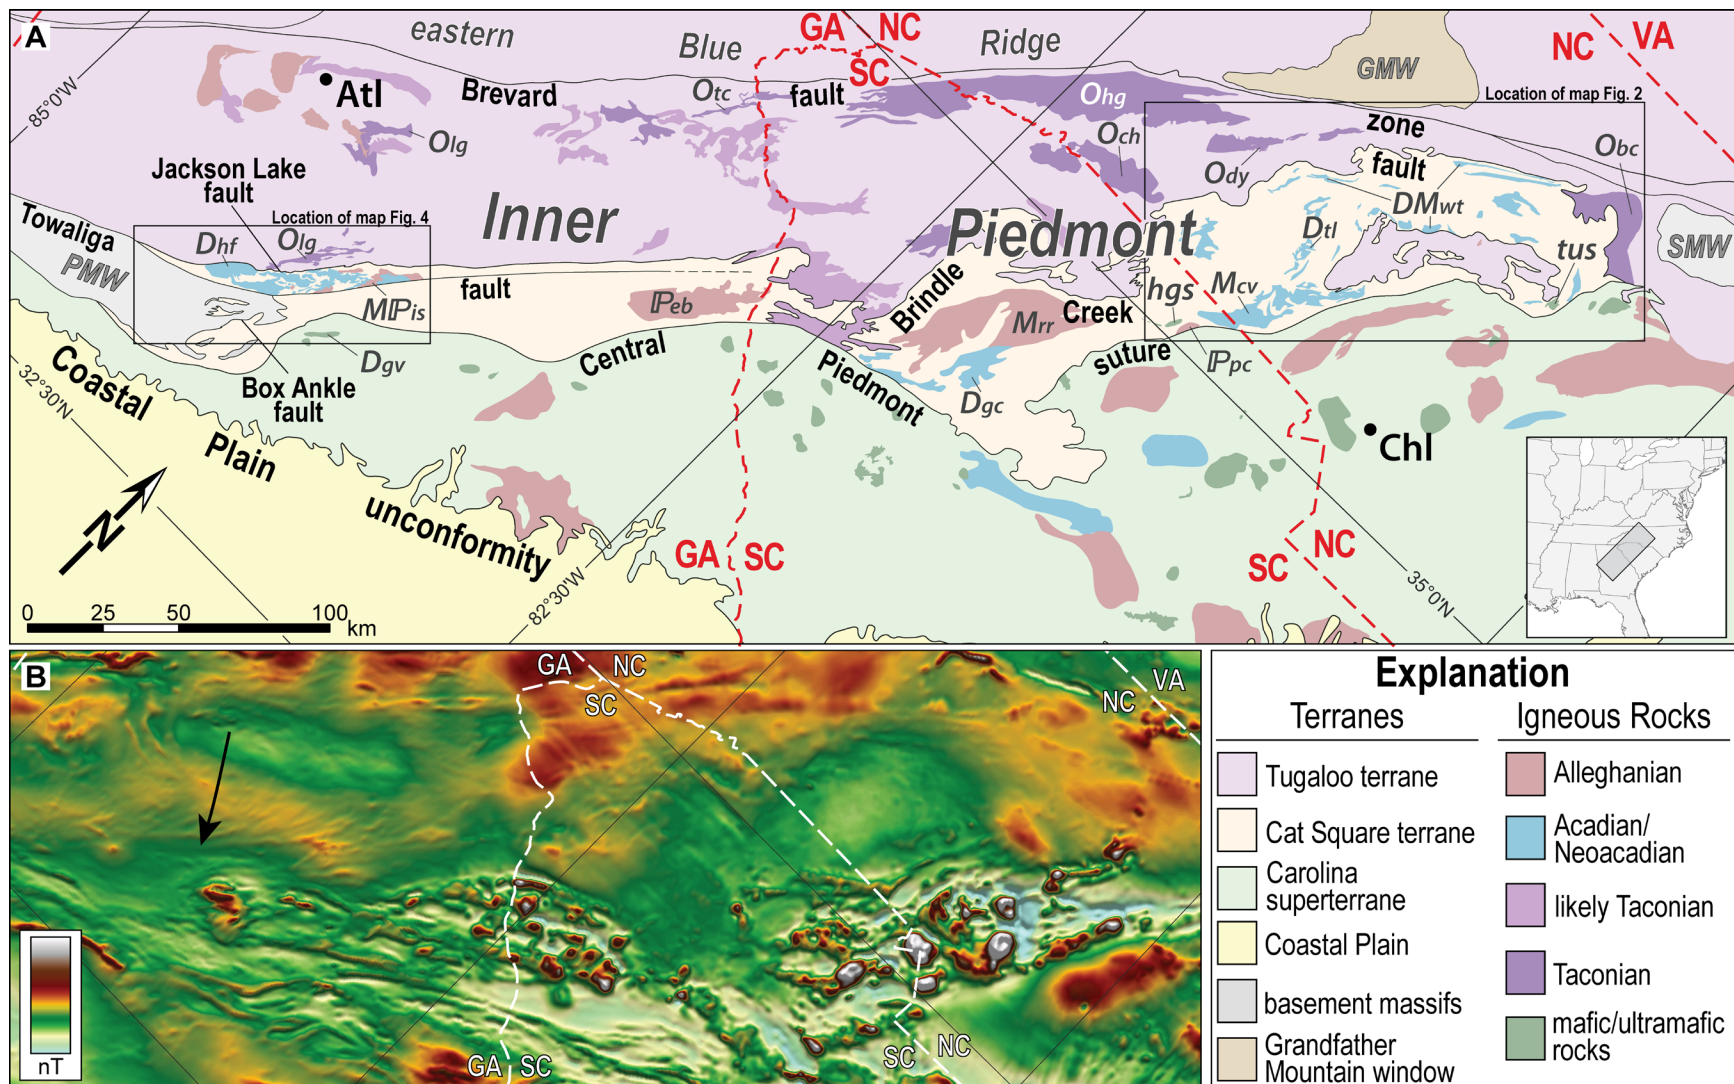 A
eastern
Blue
Ridge
GA
NC
SC
NC
VA
GMW
85°0'W
Atl
Brevard
Otc
fault
Ohg
Location of map Fig. 2
zone
fault
Olg
Och
Ody
Obc
Jackson Lake
fault
Location of map Fig. 4
Inner
Piedmont
DMwt
Dtl
tus
SMW
Towaliga
PMW
Dhf
Olg
fault
MIPis
IPeb
Brindle
Creek
Mrr
hgs
Mcv
suture
IPpc
Central
Piedmont
Dgc
Dgv
Box Ankle
fault
Coastal
Plain
unconformity
32°30'N
N
Chl
GA
SC
SC
NC
82°30'W
35°0'N
0
25
50
100
km
B
GA
NC
SC
NC
VA
GA
SC
SC
NC
nT
Explanation
Terranes
Igneous Rocks
Tugaloo terrane
Cat Square terrane
Carolina
superterrane
Coastal Plain
basement massifs
Grandfather
Mountain window
Alleghanian
Acadian/
Neoacadian
likely Taconian
Taconian
mafic/ultramafic
rocks